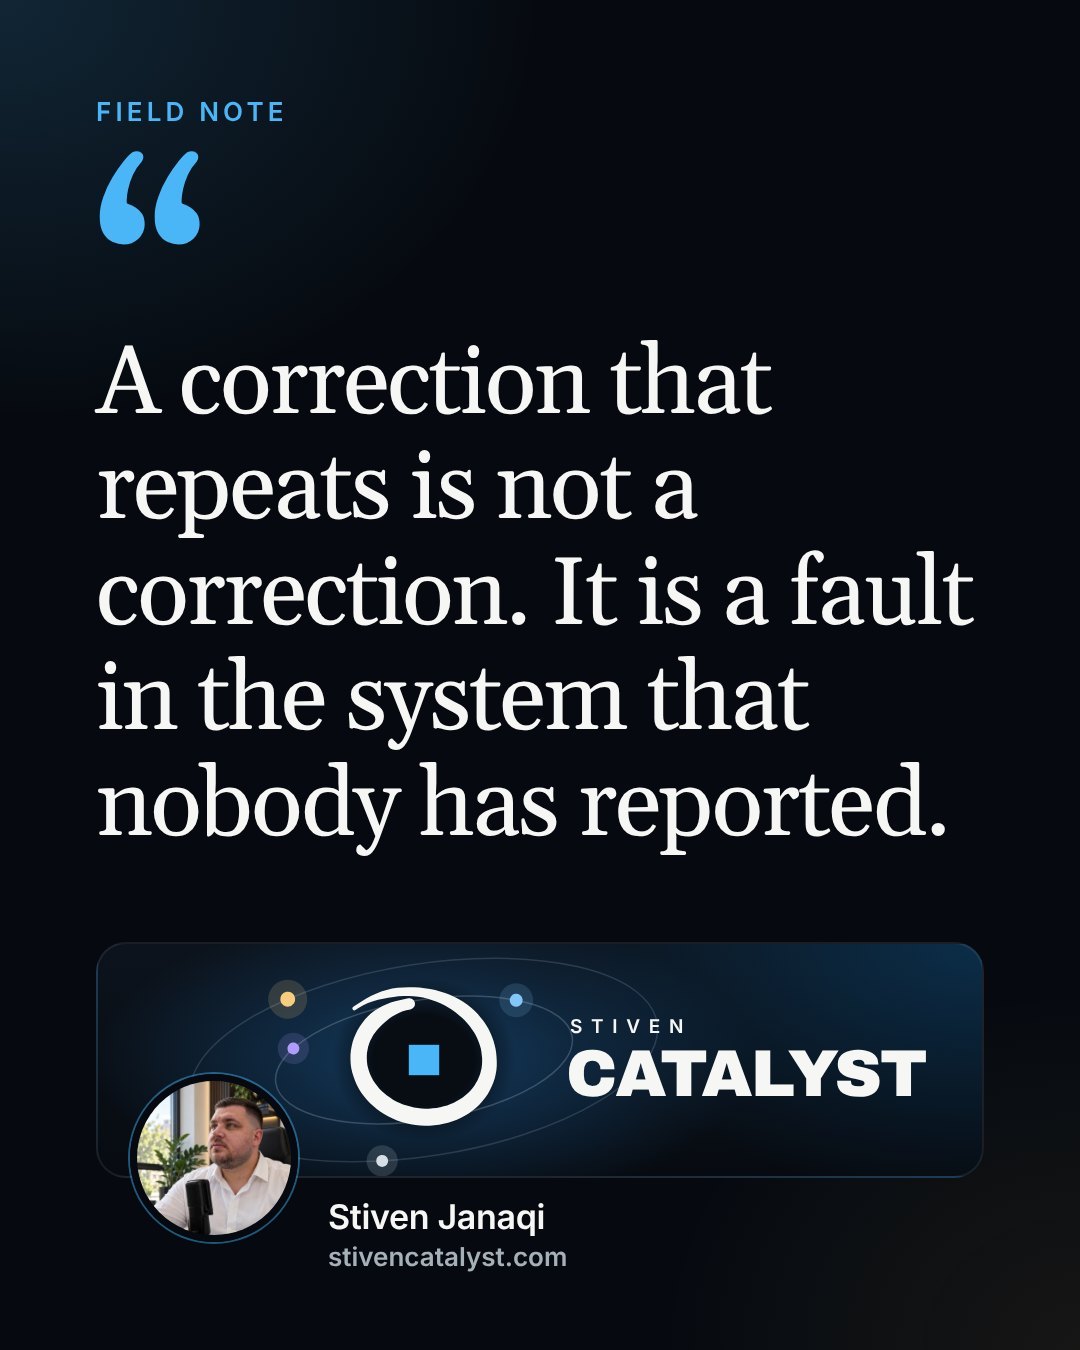 FIELD NOTE
“
A correction that
repeats is not a
correction. It is a fault
in the system that
nobody has reported.
STIVEN
CATALYST
Stiven Janaqi
stivencatalyst.com